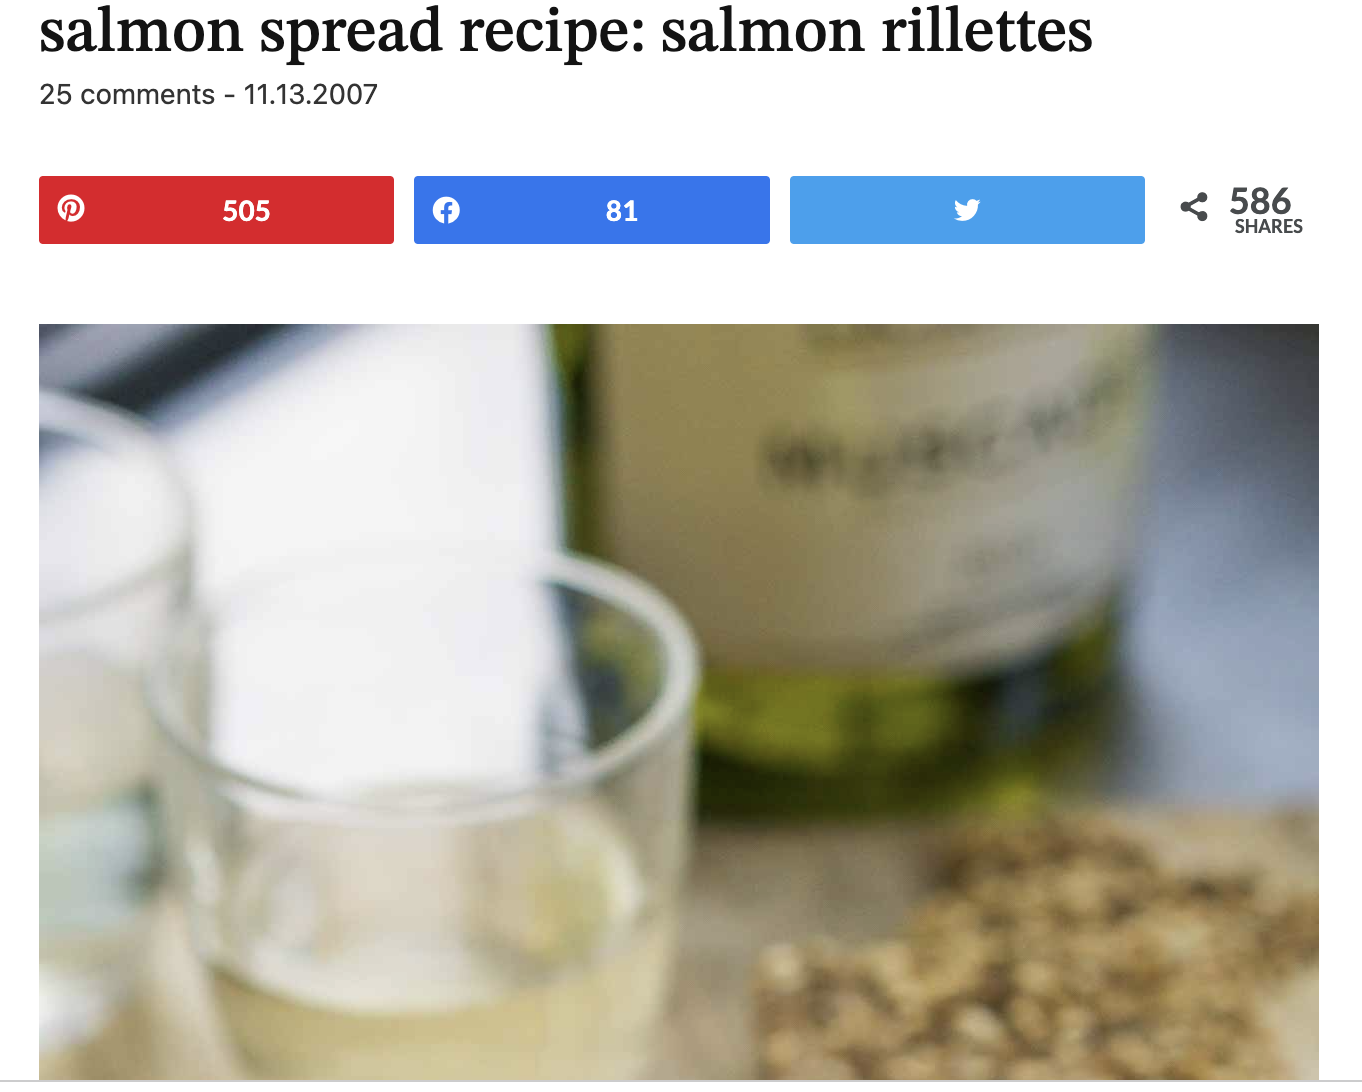 salmon spread recipe: salmon rillettes
25 comments - 11.13.2007
505
81
586
SHARES